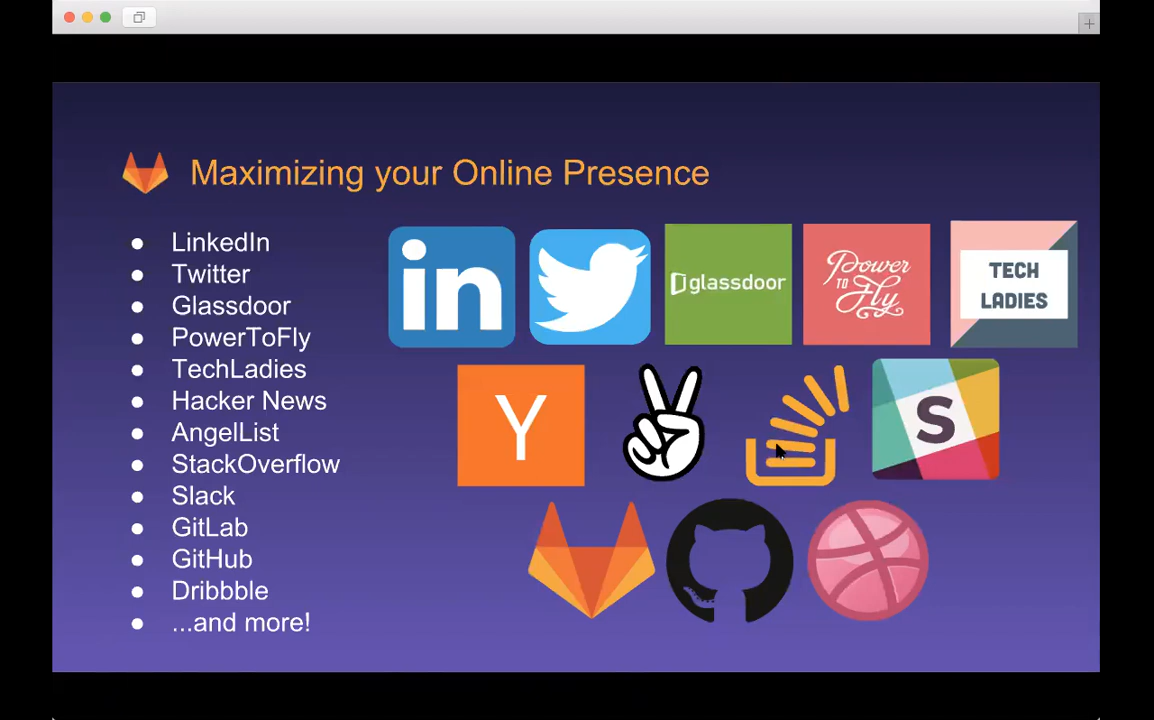 Maximizing your Online Presence
LinkedIn
Twitter
Glassdoor
PowerToFly
TechLadies
Hacker News
AngelList
StackOverflow
Slack
GitLab
GitHub
Dribbble
...and more!
in
glassdoor
Power
TO
Fly
TECH
LADIES
Y
S